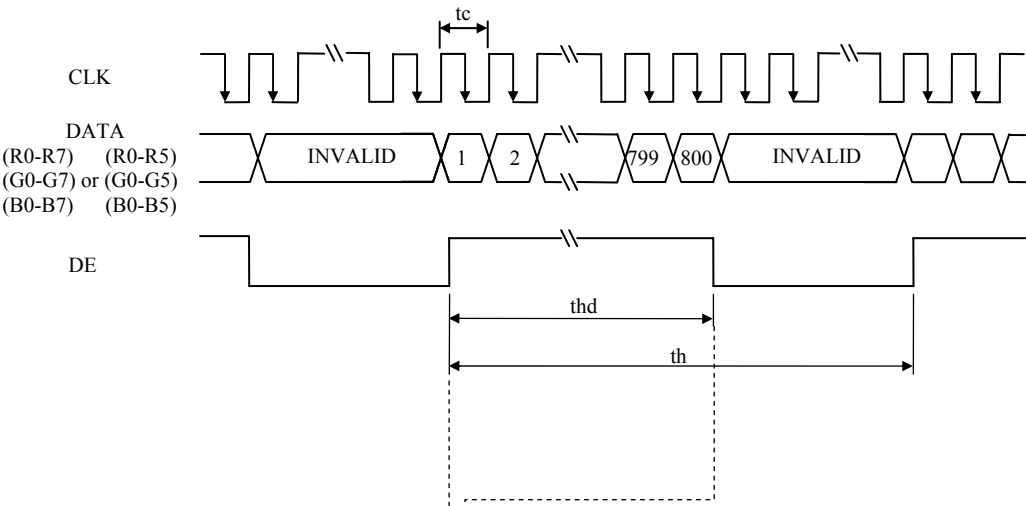 tc
CLK
DATA
(R0-R7) (R0-R5)
(G0-G7) or (G0-G5)
(B0-B7) (B0-B5)
INVALID 1 2 799 800 INVALID
DE
thd
th